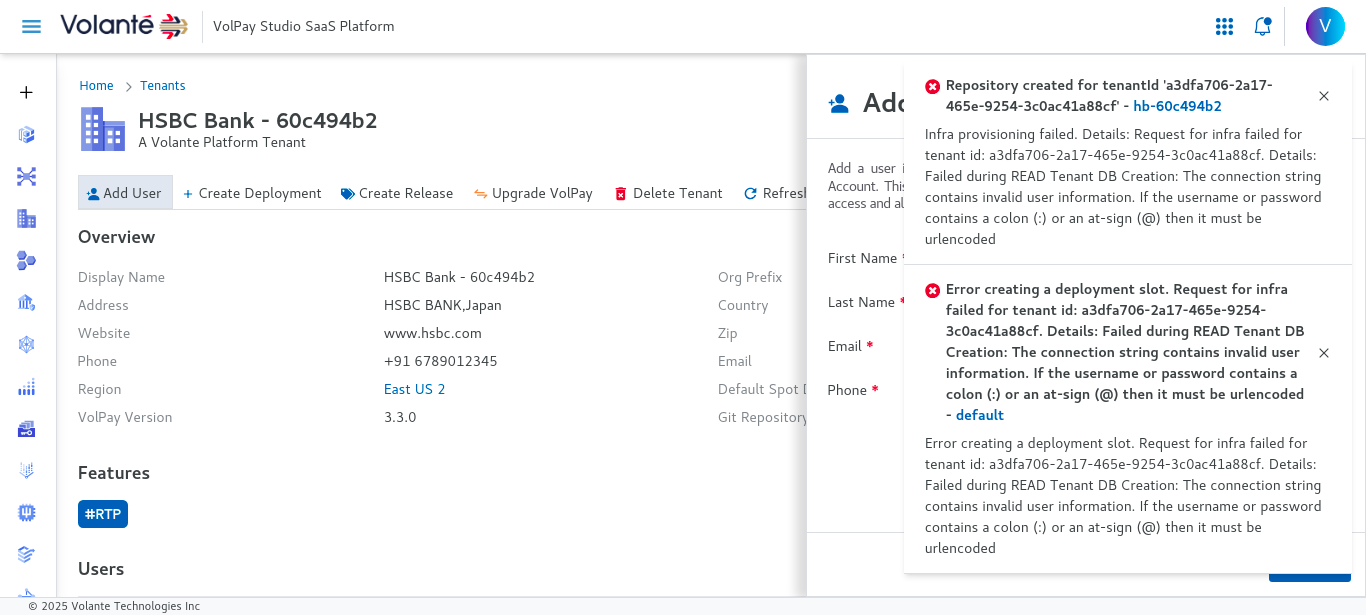 Volanté
VolPay Studio SaaS Platform
V
Home
Tenants
HSBC Bank - 60c494b2
A Volante Platform Tenant
Add User
Create Deployment
Create Release
Upgrade VolPay
Delete Tenant
Overview
Display Name
HSBC Bank - 60c494b2
Org Prefix
Address
HSBC BANK,Japan
Country
Website
www.hsbc.com
Zip
Phone
+91 6789012345
Email
Region
East US 2
Default Spot
VolPay Version
3.3.0
Git Repository
Features
#RTP
Users
Add
Add a user
Account.
access and
First Name *
Last Name *
Email *
Phone *
Repository created for tenantId 'a3dfa706-2a17-
465e-9254-3c0ac41a88cf' - hb-60c494b2
Infra provisioning failed. Details: Request for infra failed for
tenant id: a3dfa706-2a17-465e-9254-3c0ac41a88cf. Details:
Failed during READ Tenant DB Creation: The connection string
contains invalid user information. If the username or password
contains a colon (:) or an at-sign (@) then it must be
urlencoded
Error creating a deployment slot. Request for infra
failed for tenant id: a3dfa706-2a17-465e-9254-
3c0ac41a88cf. Details: Failed during READ Tenant DB
Creation: The connection string contains invalid user
information. If the username or password contains a
colon (:) or an at-sign (@) then it must be urlencoded
- default
Error creating a deployment slot. Request for infra failed for
tenant id: a3dfa706-2a17-465e-9254-3c0ac41a88cf. Details:
Failed during READ Tenant DB Creation: The connection string
contains invalid user information. If the username or password
contains a colon (:) or an at-sign (@) then it must be
urlencoded
© 2025 Volante Technologies Inc